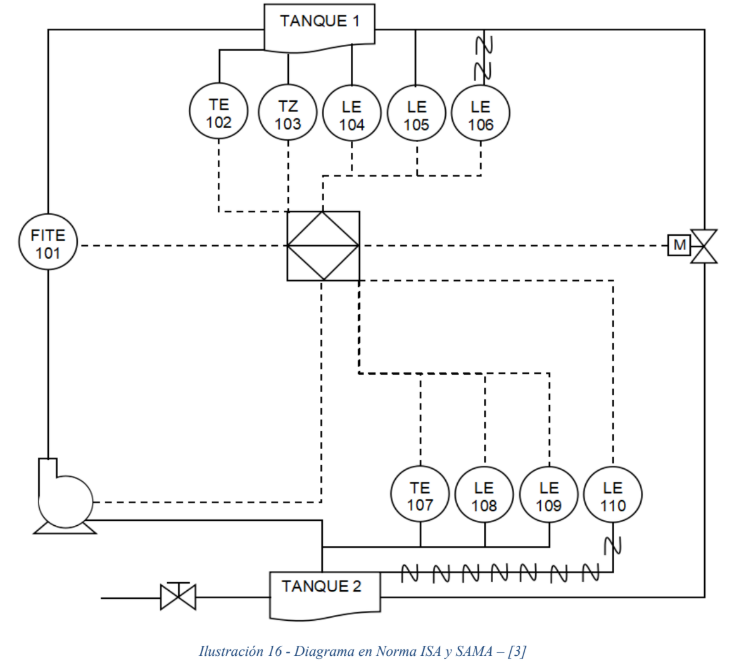 TANQUE 1
TE
102
TZ
103
LE
104
LE
105
LE
106
FITE
101
M
TE
107
LE
108
LE
109
LE
110
TANQUE 2
Ilustración 16 - Diagrama en Norma ISA y SAMA – [3]